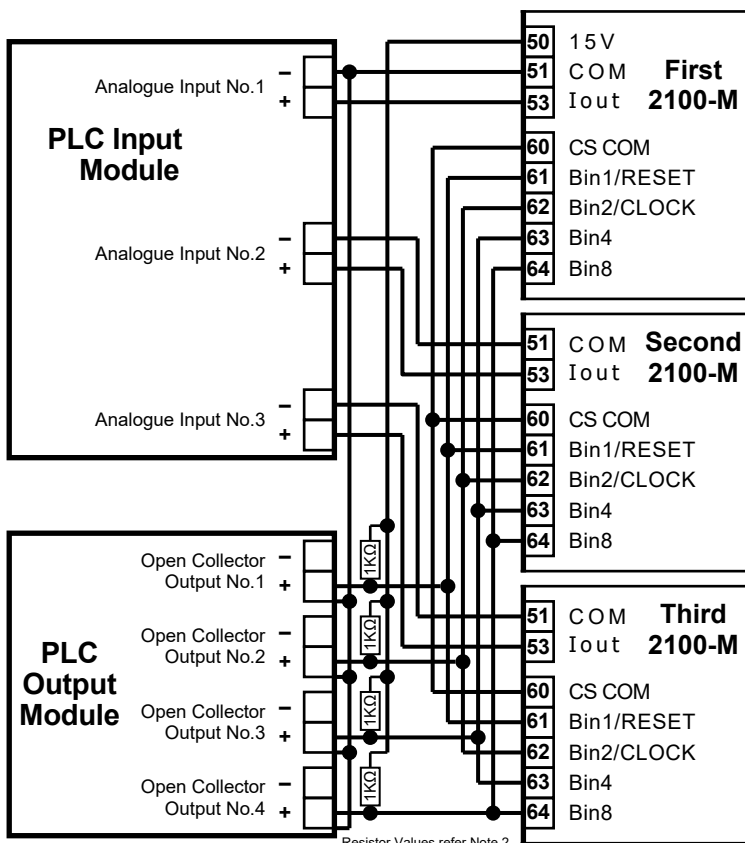 PLC Input
Module
Analogue Input No.1
−
+
Analogue Input No.2
−
+
Analogue Input No.3
−
+
PLC
Output
Module
Open Collector
Output No.1
−
+
Open Collector
Output No.2
−
+
Open Collector
Output No.3
−
+
Open Collector
Output No.4
−
+
1KΩ
1KΩ
1KΩ
1KΩ
Resistor Values refer Note 2
First
2100-M
50 15V
51 COM
53 Iout
60 CS COM
61 Bin1/RESET
62 Bin2/CLOCK
63 Bin4
64 Bin8
Second
2100-M
51 COM
53 Iout
60 CS COM
61 Bin1/RESET
62 Bin2/CLOCK
63 Bin4
64 Bin8
Third
2100-M
51 COM
53 Iout
60 CS COM
61 Bin1/RESET
62 Bin2/CLOCK
63 Bin4
64 Bin8